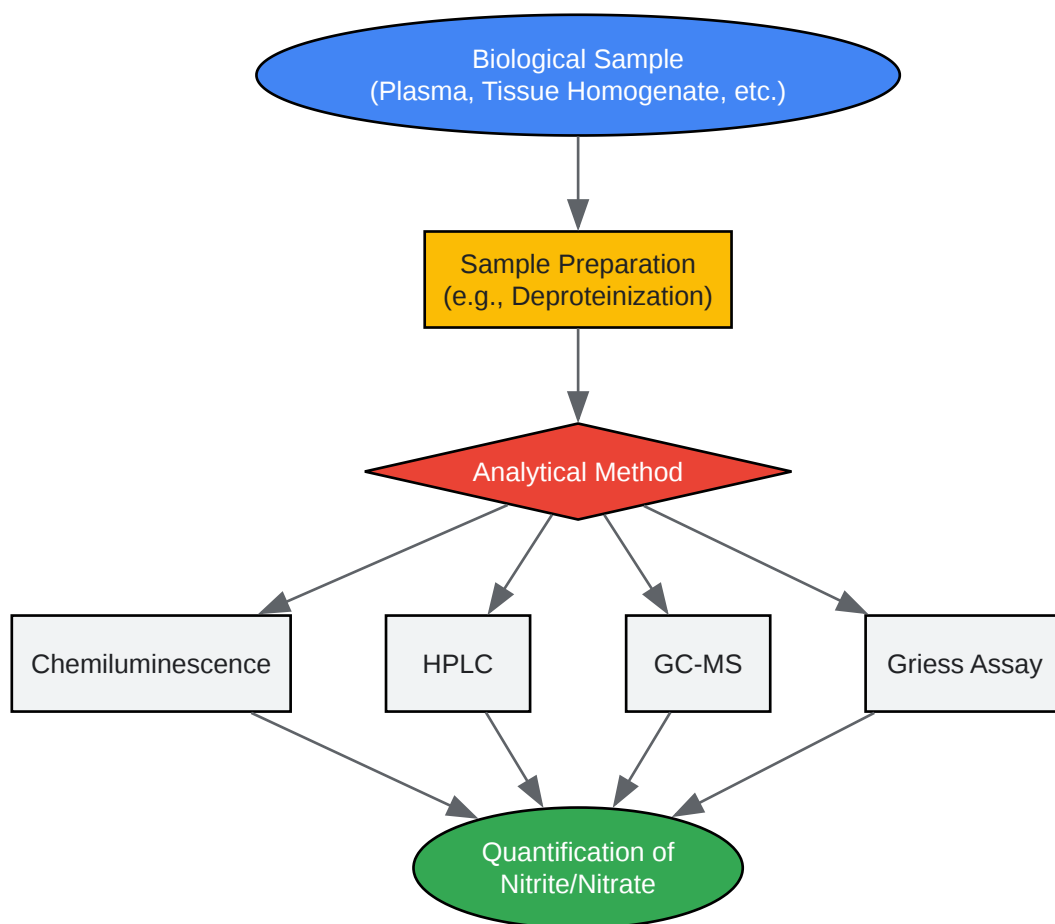 Biological Sample
(Plasma, Tissue Homogenate, etc.)
Sample Preparation
(e.g., Deproteinization)
Analytical Method
Chemiluminescence
HPLC
GC-MS
Griess Assay
Quantification of
Nitrite/Nitrate